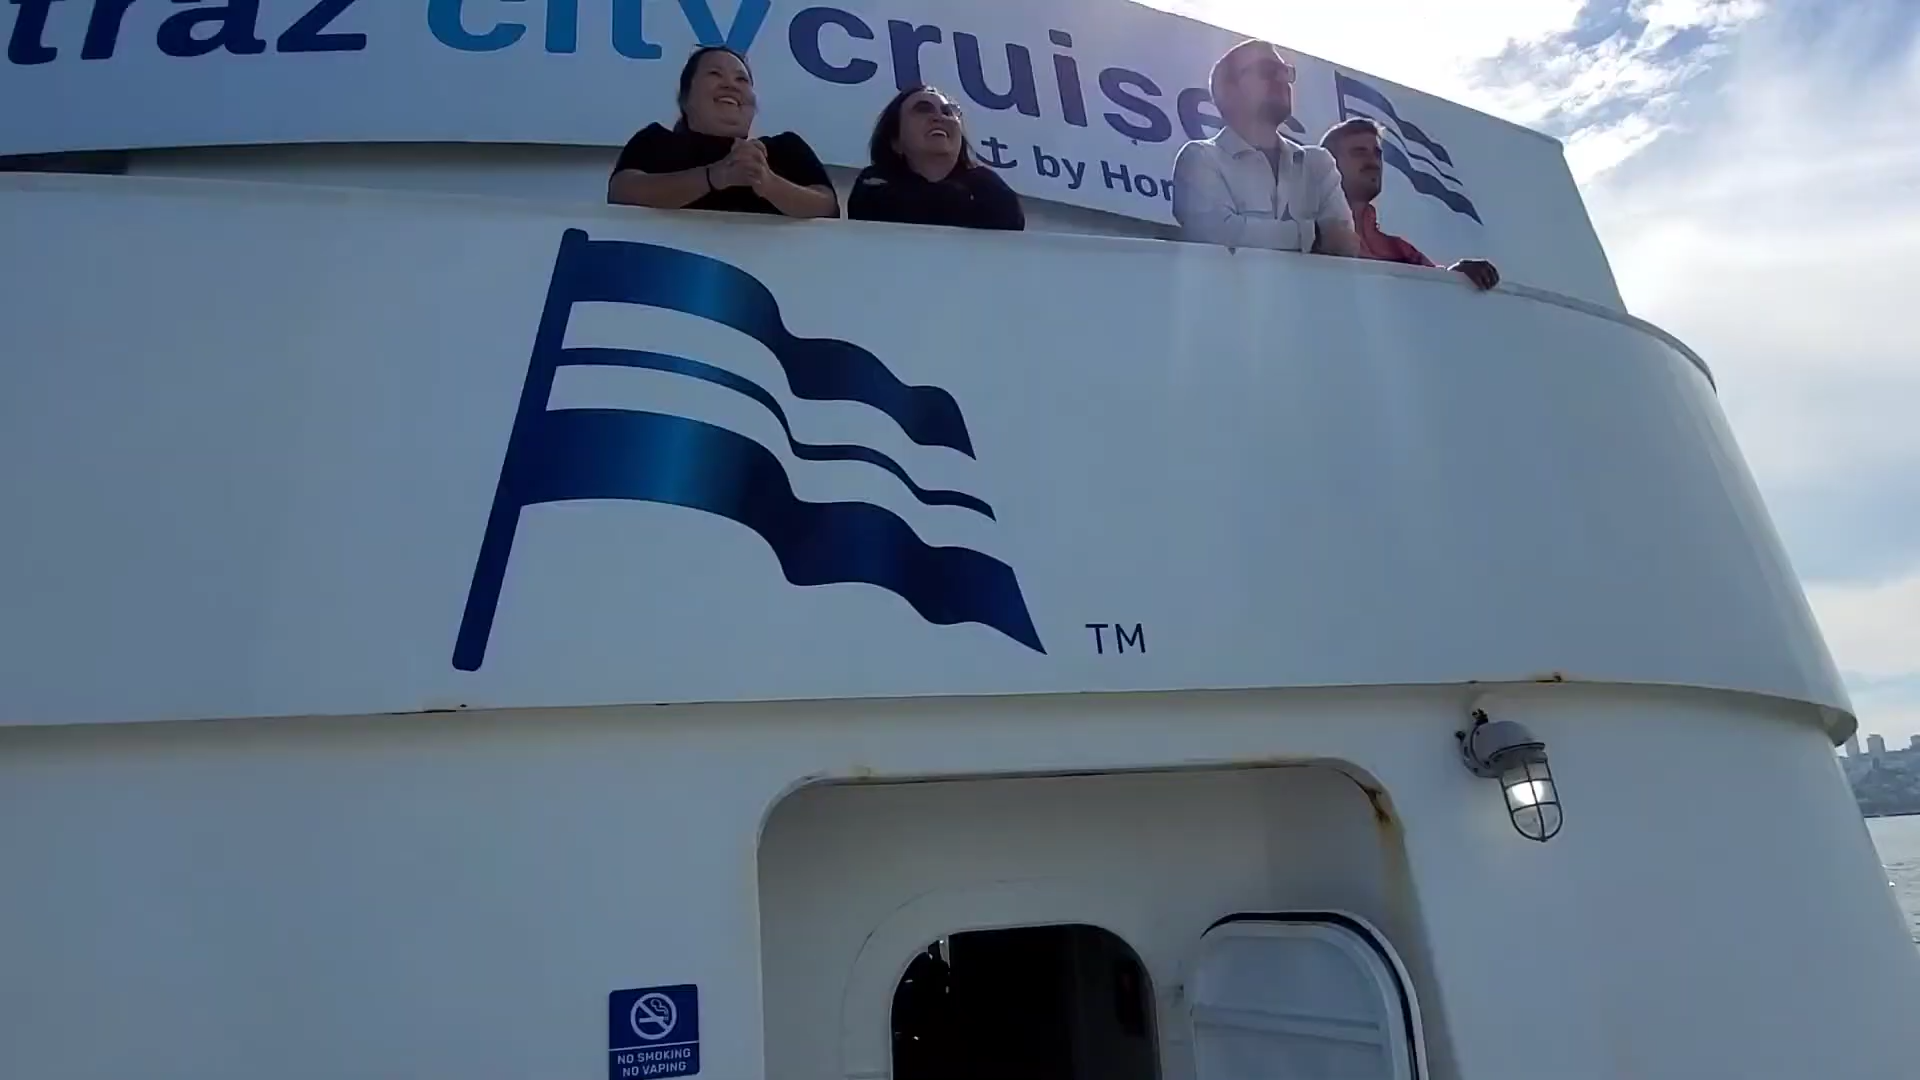 traz city cruises
by Hor
TM
NO SMOKING
NO VAPING